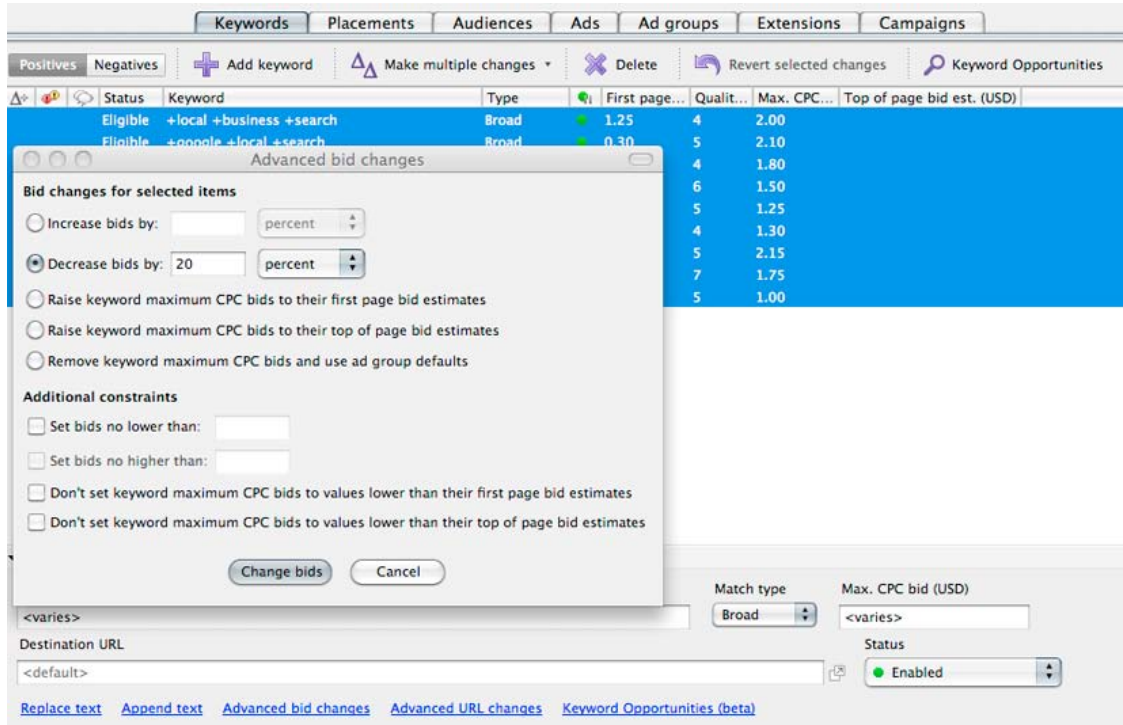 Keywords Placements Audiences Ads Ad groups Extensions Campaigns
Positives Negatives Add keyword Make multiple changes Delete Revert selected changes Keyword Opportunities
Status Keyword Type First page... Qualit... Max. CPC... Top of page bid est. (USD)
Eligible +local +business +search Broad 1.25 4 2.00
Eligible +google +local +search Broad 0.30 5 2.10
Advanced bid changes 4 1.80
Bid changes for selected items 6 1.50
Increase bids by: percent 5 1.25
4 1.30
Decrease bids by: 20 percent 5 2.15
7 1.75
Raise keyword maximum CPC bids to their first page bid estimates 5 1.00
Raise keyword maximum CPC bids to their top of page bid estimates
Remove keyword maximum CPC bids and use ad group defaults
Additional constraints
Set bids no lower than:
Set bids no higher than:
Don't set keyword maximum CPC bids to values lower than their first page bid estimates
Don't set keyword maximum CPC bids to values lower than their top of page bid estimates
Change bids Cancel
Match type Max. CPC bid (USD)
<varies> Broad <varies>
Destination URL Status
<default> Enabled
Replace text Append text Advanced bid changes Advanced URL changes Keyword Opportunities (beta)